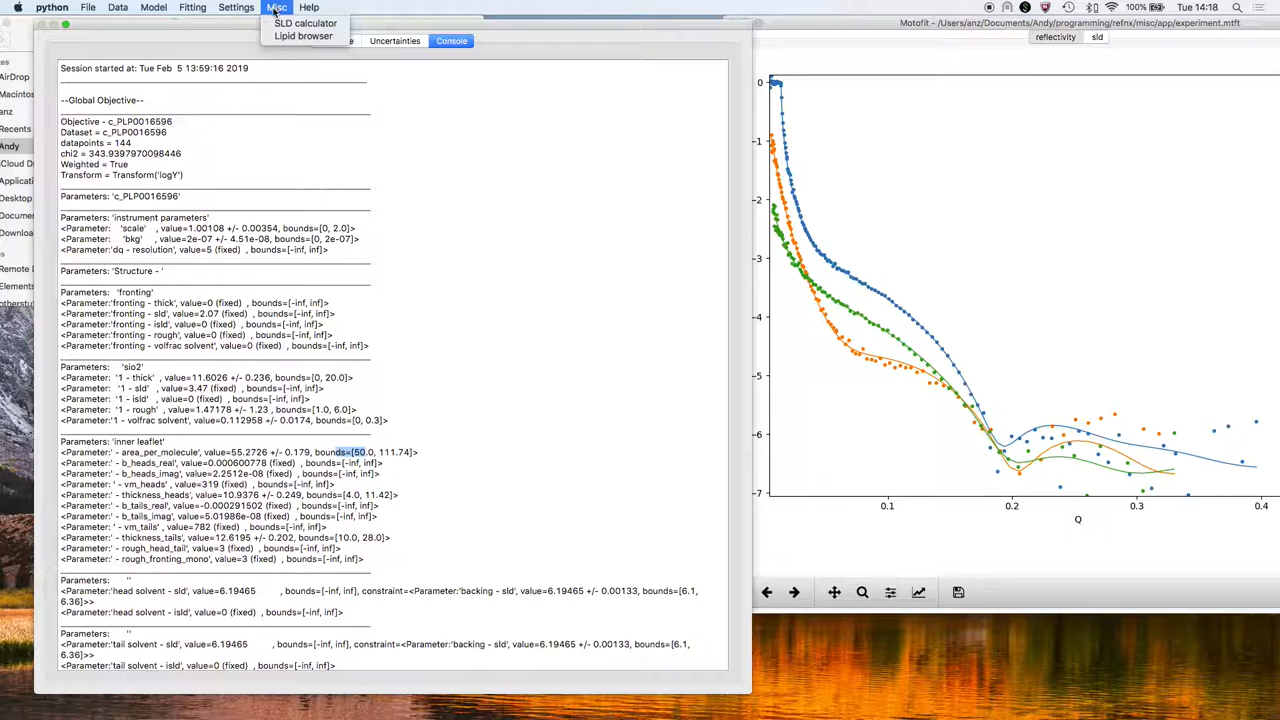 python File Edit View Model Fitting Settings Misc Help
100% Tue 14:18
SLD calculator
Lipid browser
Motofit - /Users/anz/Documents/Andy/programming/refnx/misc/app/experiment.mtft
Uncertainties Console
reflectivity sld
AirDrop
Macintos
anz
Recents
Andy
iCloud D
Applicati
Desktop
Documen
Downloa
Remote D
Elements
otherstu
Session started at: Tue Feb 5 13:59:16 2019
--Global Objective--
Objective - c_PLP0016596
Dataset = c_PLP0016596
datapoints = 144
chi2 = 343.9397970098446
Weighted = True
Transform = Transform('logY')
Parameters: 'c_PLP0016596'
Parameters: 'instrument parameters'
<Parameter: 'scale' , value=1.00108 +/- 0.00354, bounds=[0, 2.0]>
<Parameter: 'bkg' , value=2e-07 +/- 4.51e-08, bounds=[0, 2e-07]>
<Parameter:'dq - resolution', value=5 (fixed) , bounds=[-inf, inf]>
Parameters: 'Structure - '
Parameters: 'fronting'
<Parameter:'fronting - thick', value=0 (fixed) , bounds=[-inf, inf]>
<Parameter:'fronting - sld', value=2.07 (fixed) , bounds=[-inf, inf]>
<Parameter:'fronting - isld', value=0 (fixed) , bounds=[-inf, inf]>
<Parameter:'fronting - rough', value=0 (fixed) , bounds=[-inf, inf]>
<Parameter:'fronting - volfrac solvent', value=0 (fixed) , bounds=[-inf, inf]>
Parameters: 'sio2'
<Parameter: '1 - thick' , value=11.6026 +/- 0.236, bounds=[0, 20.0]>
<Parameter: '1 - sld' , value=3.47 (fixed) , bounds=[-inf, inf]>
<Parameter: '1 - isld' , value=0 (fixed) , bounds=[-inf, inf]>
<Parameter: '1 - rough' , value=1.47178 +/- 1.23 , bounds=[1.0, 6.0]>
<Parameter:'1 - volfrac solvent', value=0.112958 +/- 0.0174, bounds=[0, 0.3]>
Parameters: 'inner leaflet'
<Parameter:' - area_per_molecule', value=55.2726 +/- 0.179, bounds=[50.0, 111.74]>
<Parameter:' - b_heads_real', value=0.000600778 (fixed) , bounds=[-inf, inf]>
<Parameter:' - b_heads_imag', value=2.2512e-08 (fixed) , bounds=[-inf, inf]>
<Parameter: ' - vm_heads' , value=319 (fixed) , bounds=[-inf, inf]>
<Parameter:' - thickness_heads', value=10.9376 +/- 0.249, bounds=[4.0, 11.42]>
<Parameter:' - b_tails_real', value=-0.000291502 (fixed) , bounds=[-inf, inf]>
<Parameter:' - b_tails_imag', value=5.01986e-08 (fixed) , bounds=[-inf, inf]>
<Parameter: ' - vm_tails' , value=782 (fixed) , bounds=[-inf, inf]>
<Parameter:' - thickness_tails', value=12.6195 +/- 0.202, bounds=[10.0, 28.0]>
<Parameter:' - rough_head_tail', value=3 (fixed) , bounds=[-inf, inf]>
<Parameter:' - rough_fronting_mono', value=3 (fixed) , bounds=[-inf, inf]>
Parameters: ''
<Parameter:'head solvent - sld', value=6.19465 , bounds=[-inf, inf], constraint=<Parameter:'backing - sld', value=6.19465 +/- 0.00133, bounds=[6.1,
6.36]>>
<Parameter:'head solvent - isld', value=0 (fixed) , bounds=[-inf, inf]>
Parameters: ''
<Parameter:'tail solvent - sld', value=6.19465 , bounds=[-inf, inf], constraint=<Parameter:'backing - sld', value=6.19465 +/- 0.00133, bounds=[6.1,
6.36]>>
<Parameter:'tail solvent - isld', value=0 (fixed) , bounds=[-inf, inf]>
0
-1
-2
-3
-4
-5
-6
-7
0.1 0.2 0.3 0.4
Q